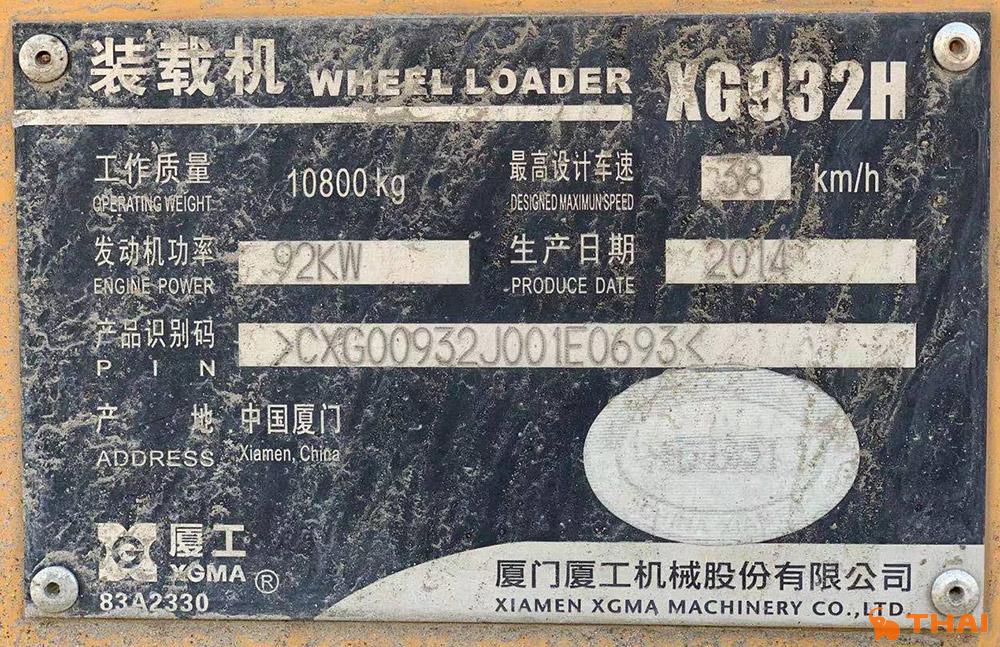 装载机 WHEEL LOADER XG932H
工作质量 10800 kg 最高设计车速 38 km/h
OPERATING WEIGHT DESIGNED MAXIMUNSPEED
发动机功率 92KW 生产日期 2014
ENGINE POWER PRODUCE DATE
产品识别码 >CXG00932J001E0693<
PIN
产地 中国厦门
ADDRESS Xiamen, China
厦工
XGMA ®
83A2330
厦门厦工机械股份有限公司
XIAMEN XGMA MACHINERY CO.,LTD.
THAI